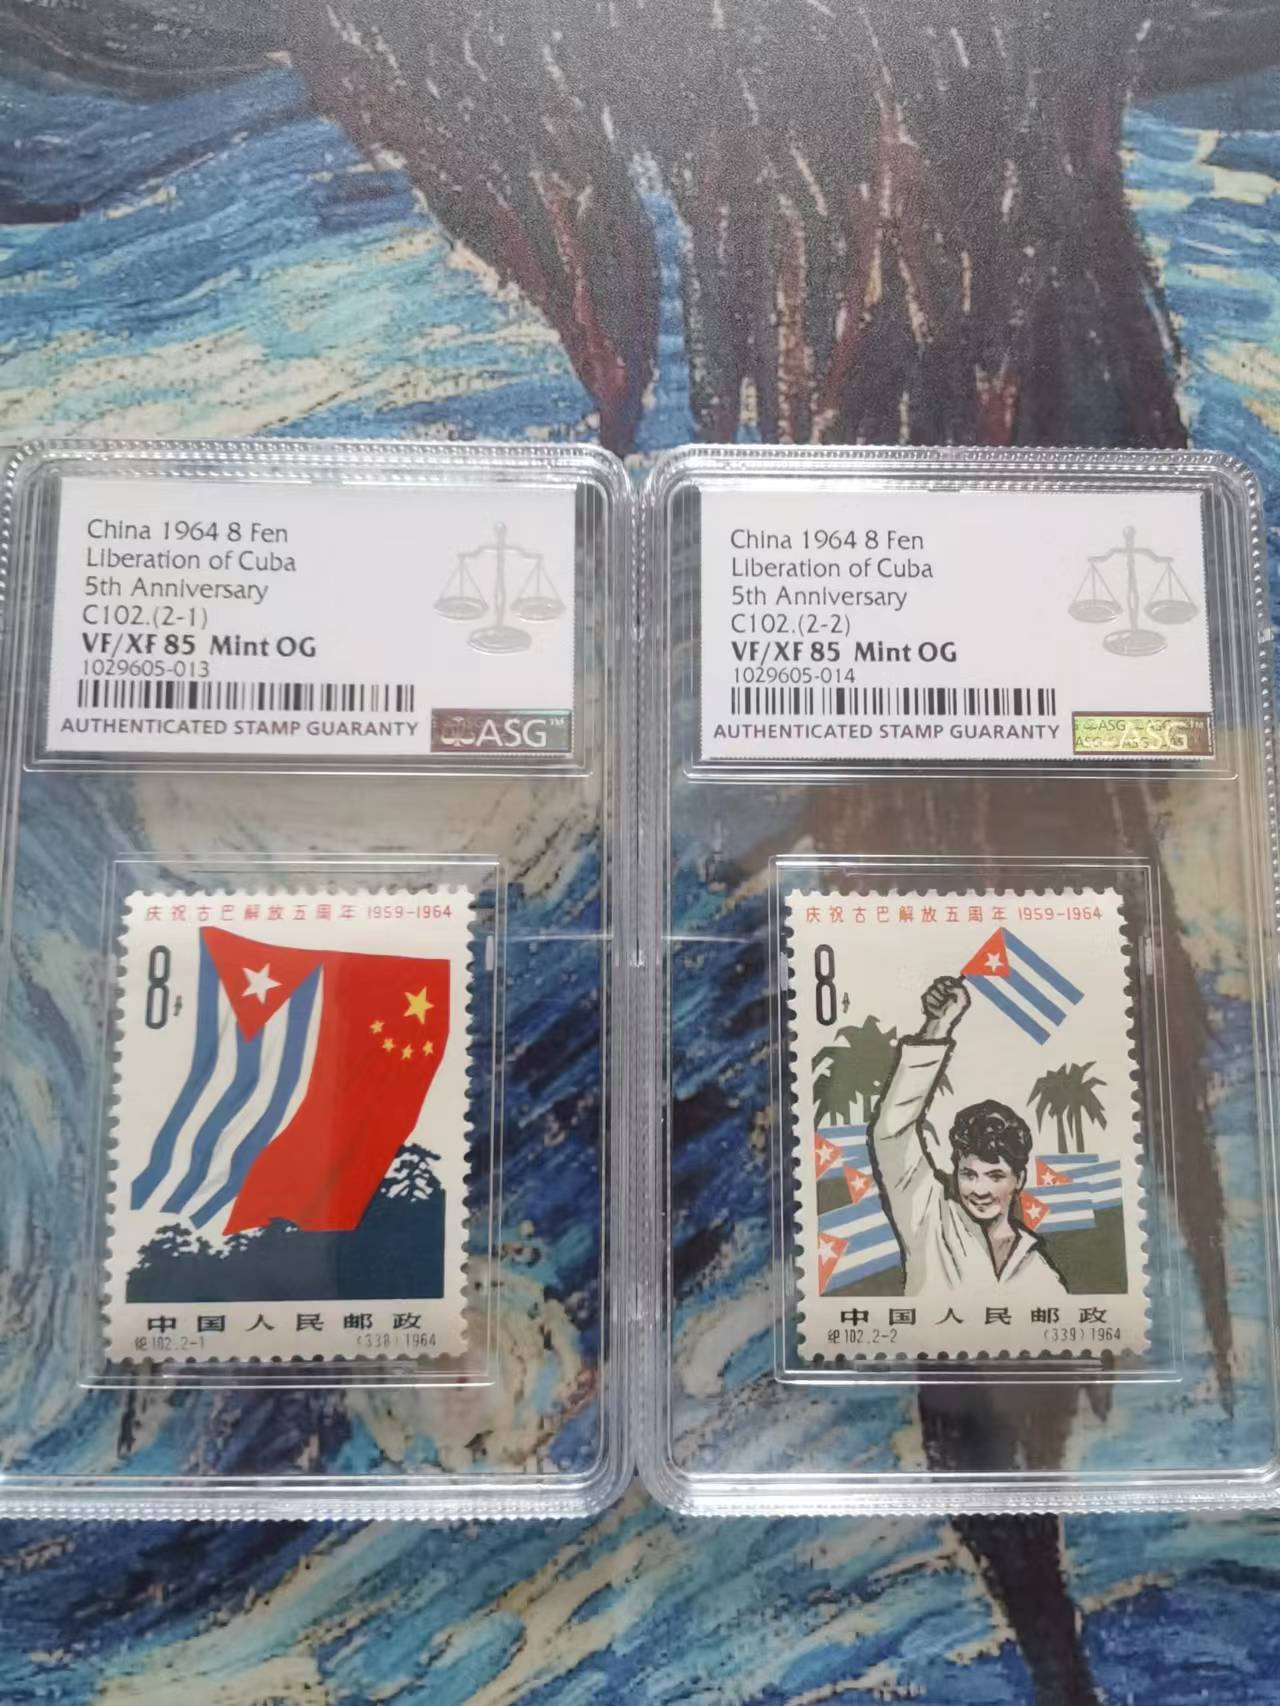 China 1964 8 Fen
Liberation of Cuba
5th Anniversary
C102.(2-1)
VF/XF 85 Mint OG
1029605-013
AUTHENTICATED STAMP GUARANTY
ASG™
庆祝古巴解放五周年 1959-1964
8分
中国人民邮政
纪102.2-1 (338) 1964
China 1964 8 Fen
Liberation of Cuba
5th Anniversary
C102.(2-2)
VF/XF 85 Mint OG
1029605-014
AUTHENTICATED STAMP GUARANTY
ASG™
庆祝古巴解放五周年 1959-1964
8分
中国人民邮政
纪102.2-2 (339) 1964